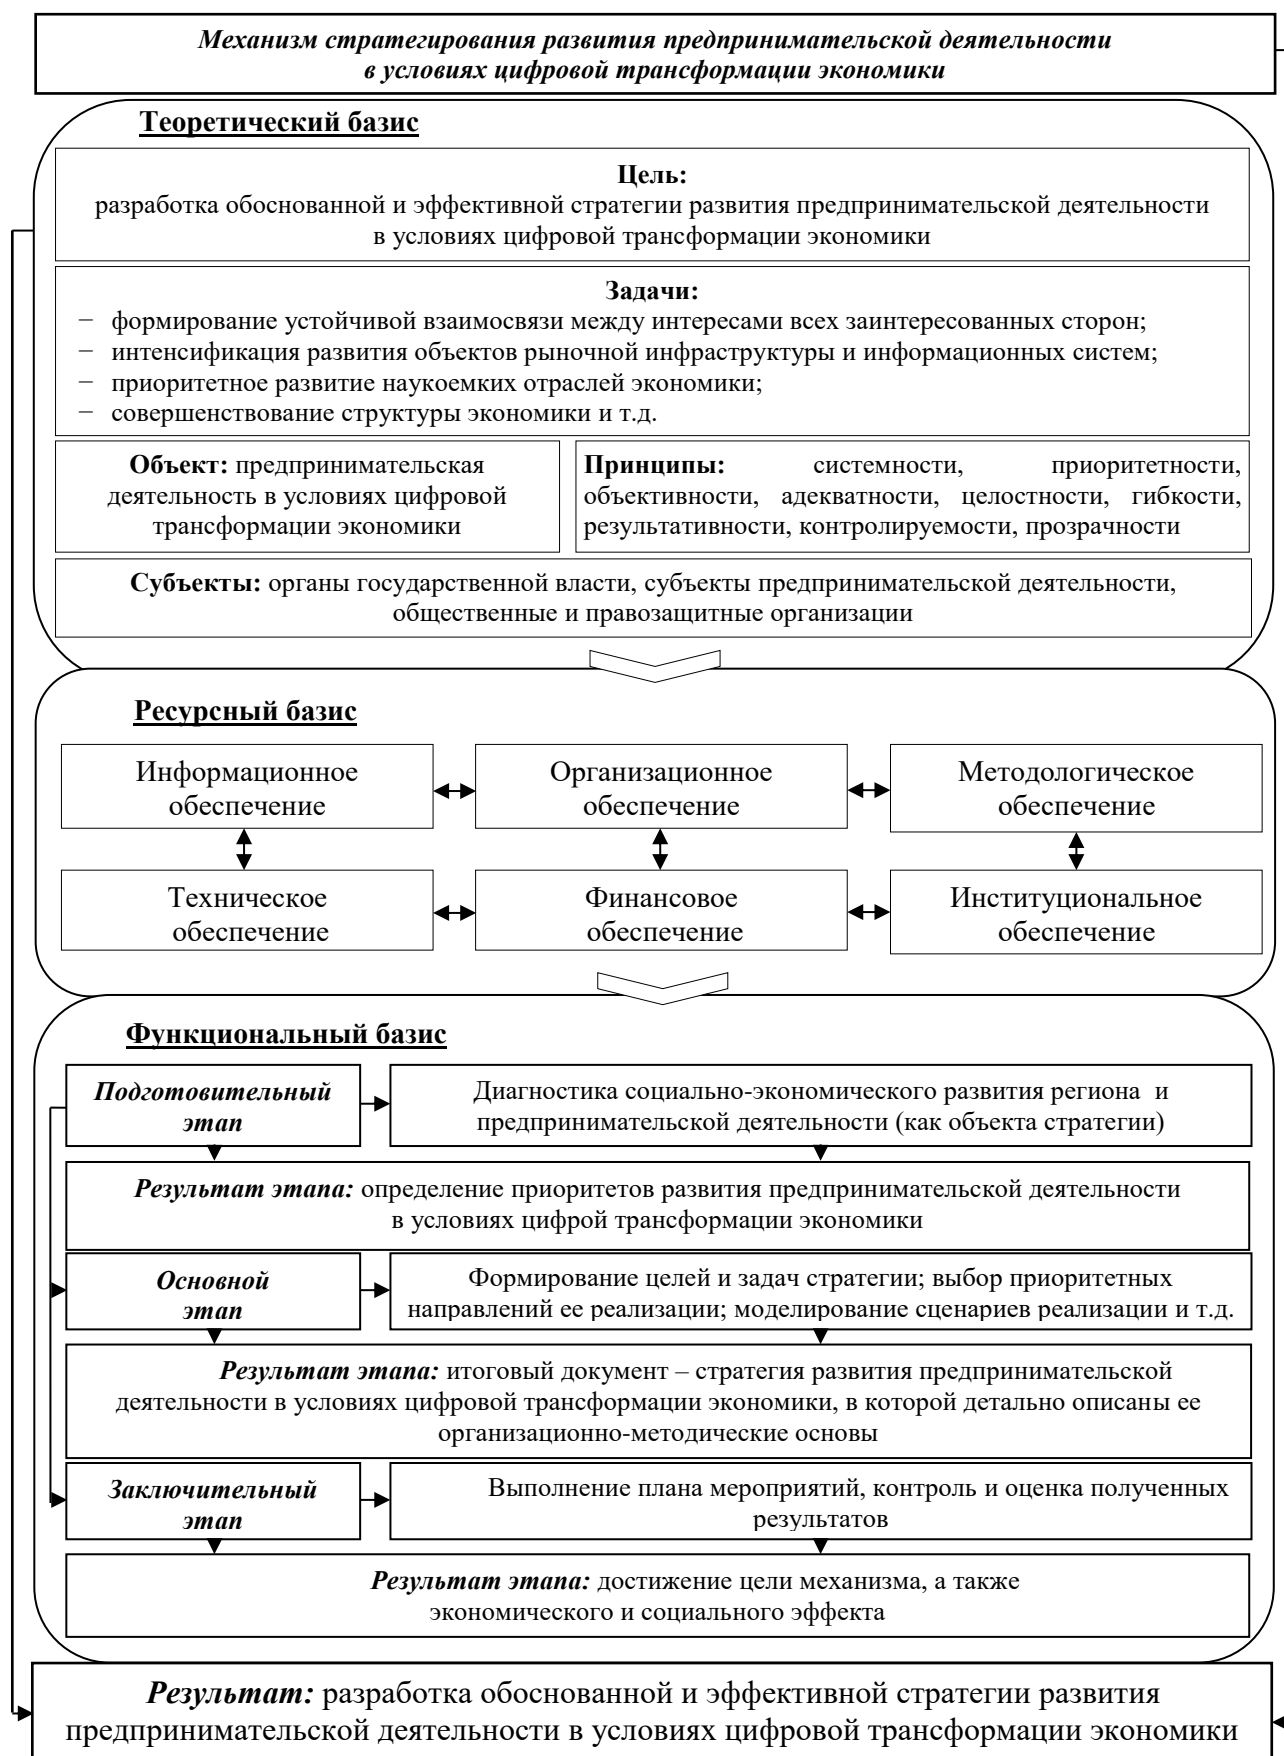 Механизм стратегирования развития предпринимательской деятельности
в условиях цифровой трансформации экономики
Теоретический базис
Цель:
разработка обоснованной и эффективной стратегии развития предпринимательской деятельности
в условиях цифровой трансформации экономики
Задачи:
− формирование устойчивой взаимосвязи между интересами всех заинтересованных сторон;
− интенсификация развития объектов рыночной инфраструктуры и информационных систем;
− приоритетное развитие наукоемких отраслей экономики;
− совершенствование структуры экономики и т.д.
Объект: предпринимательская
деятельность в условиях цифровой
трансформации экономики
Принципы: системности, приоритетности,
объективности, адекватности, целостности, гибкости,
результативности, контролируемости, прозрачности
Субъекты: органы государственной власти, субъекты предпринимательской деятельности,
общественные и правозащитные организации
Ресурсный базис
Информационное
обеспечение
Организационное
обеспечение
Методологическое
обеспечение
Техническое
обеспечение
Финансовое
обеспечение
Институциональное
обеспечение
Функциональный базис
Подготовительный
этап
Диагностика социально-экономического развития региона и
предпринимательской деятельности (как объекта стратегии)
Результат этапа: определение приоритетов развития предпринимательской деятельности
в условиях цифрой трансформации экономики
Основной
этап
Формирование целей и задач стратегии; выбор приоритетных
направлений ее реализации; моделирование сценариев реализации и т.д.
Результат этапа: итоговый документ – стратегия развития предпринимательской
деятельности в условиях цифровой трансформации экономики, в которой детально описаны ее
организационно-методические основы
Заключительный
этап
Выполнение плана мероприятий, контроль и оценка полученных
результатов
Результат этапа: достижение цели механизма, а также
экономического и социального эффекта
Результат: разработка обоснованной и эффективной стратегии развития
предпринимательской деятельности в условиях цифровой трансформации экономики